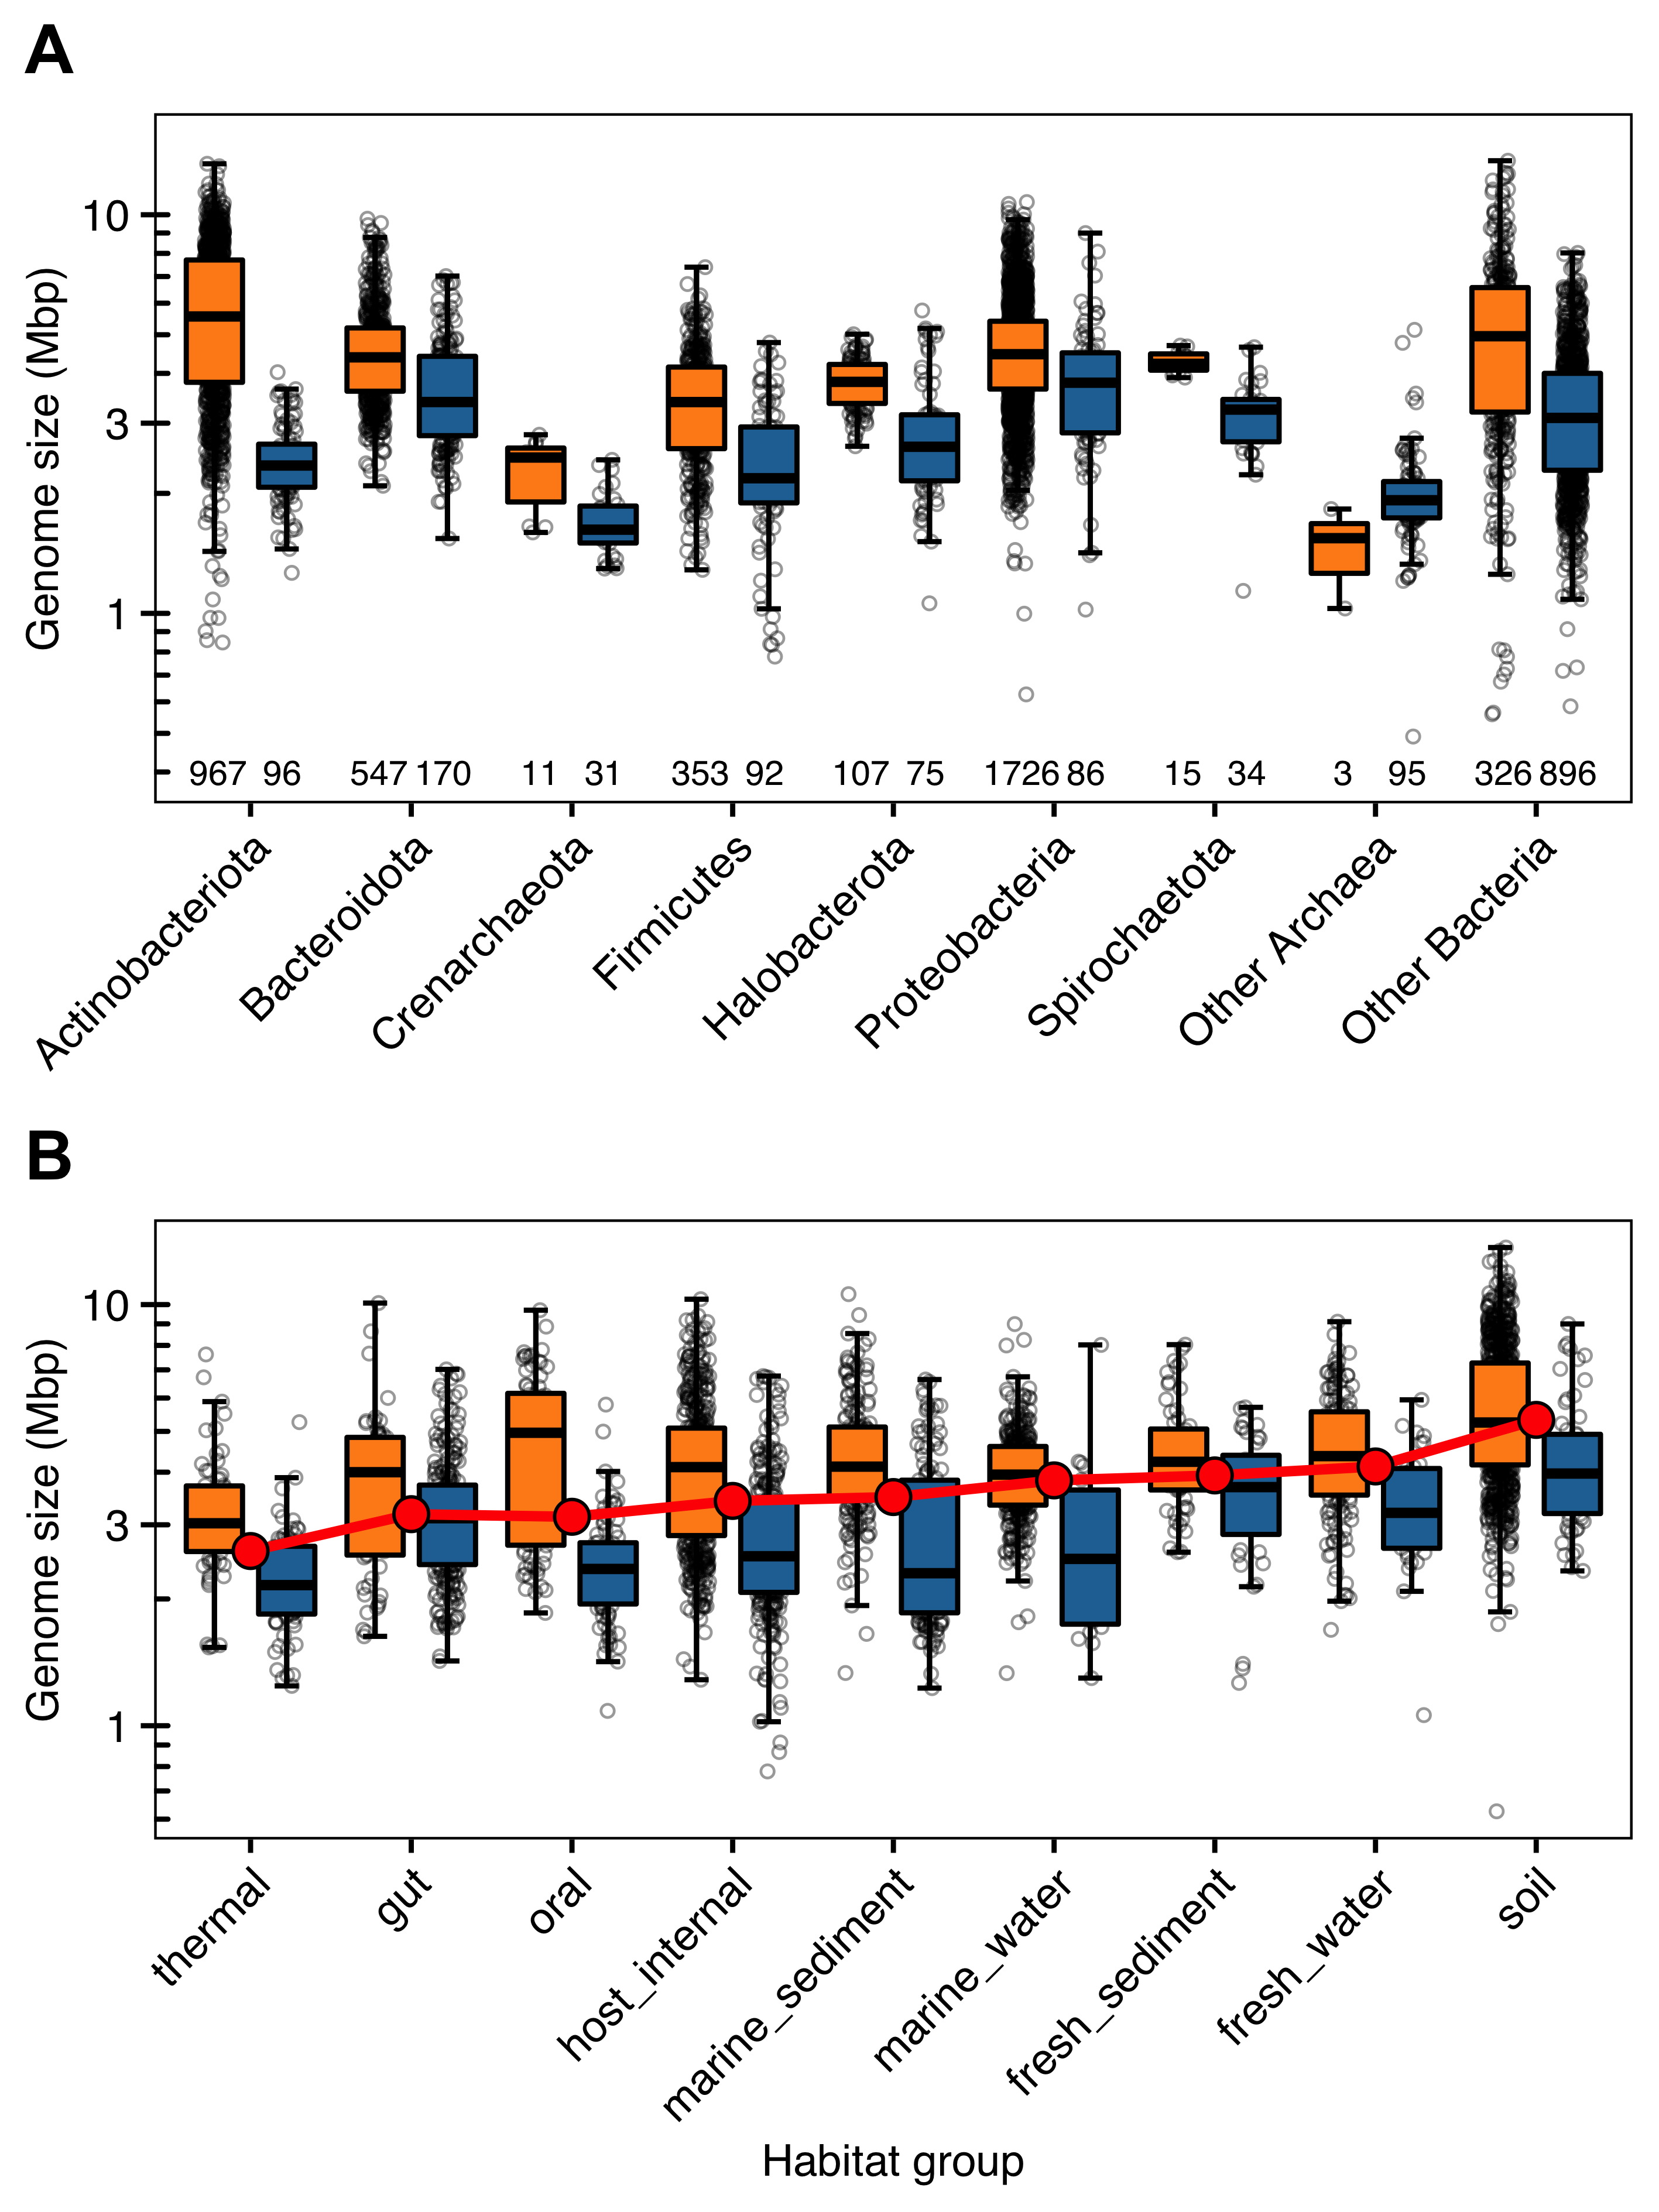 A
Genome size (Mbp)
10
3
1
967 96 547 170 11 31 353 92 107 75 1726 86 15 34 3 95 326 896
Actinobacteriota
Bacteroidota
Crenarchaeota
Firmicutes
Halobacterota
Proteobacteria
Spirochaetota
Other Archaea
Other Bacteria
B
Genome size (Mbp)
10
3
1
thermal
gut
oral
host_internal
marine_sediment
marine_water
fresh_sediment
fresh_water
soil
Habitat group